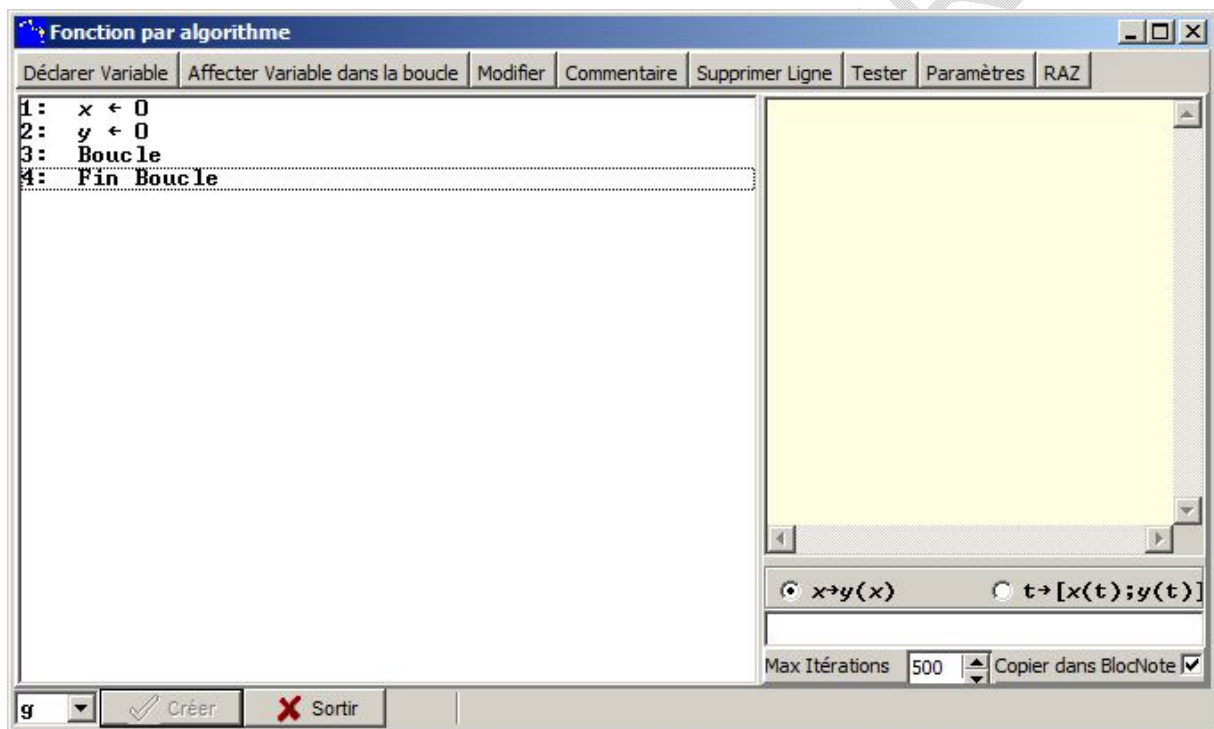 Fonction par algorithme
Déclarer Variable Affecter Variable dans la boucle Modifier Commentaire Supprimer Ligne Tester Paramètres RAZ
1: x ← 0
2: y ← 0
3: Boucle
4: Fin Boucle
x→y(x) t→[x(t);y(t)]
Max Itérations 500 Copier dans BlocNote
g Créer Sortir